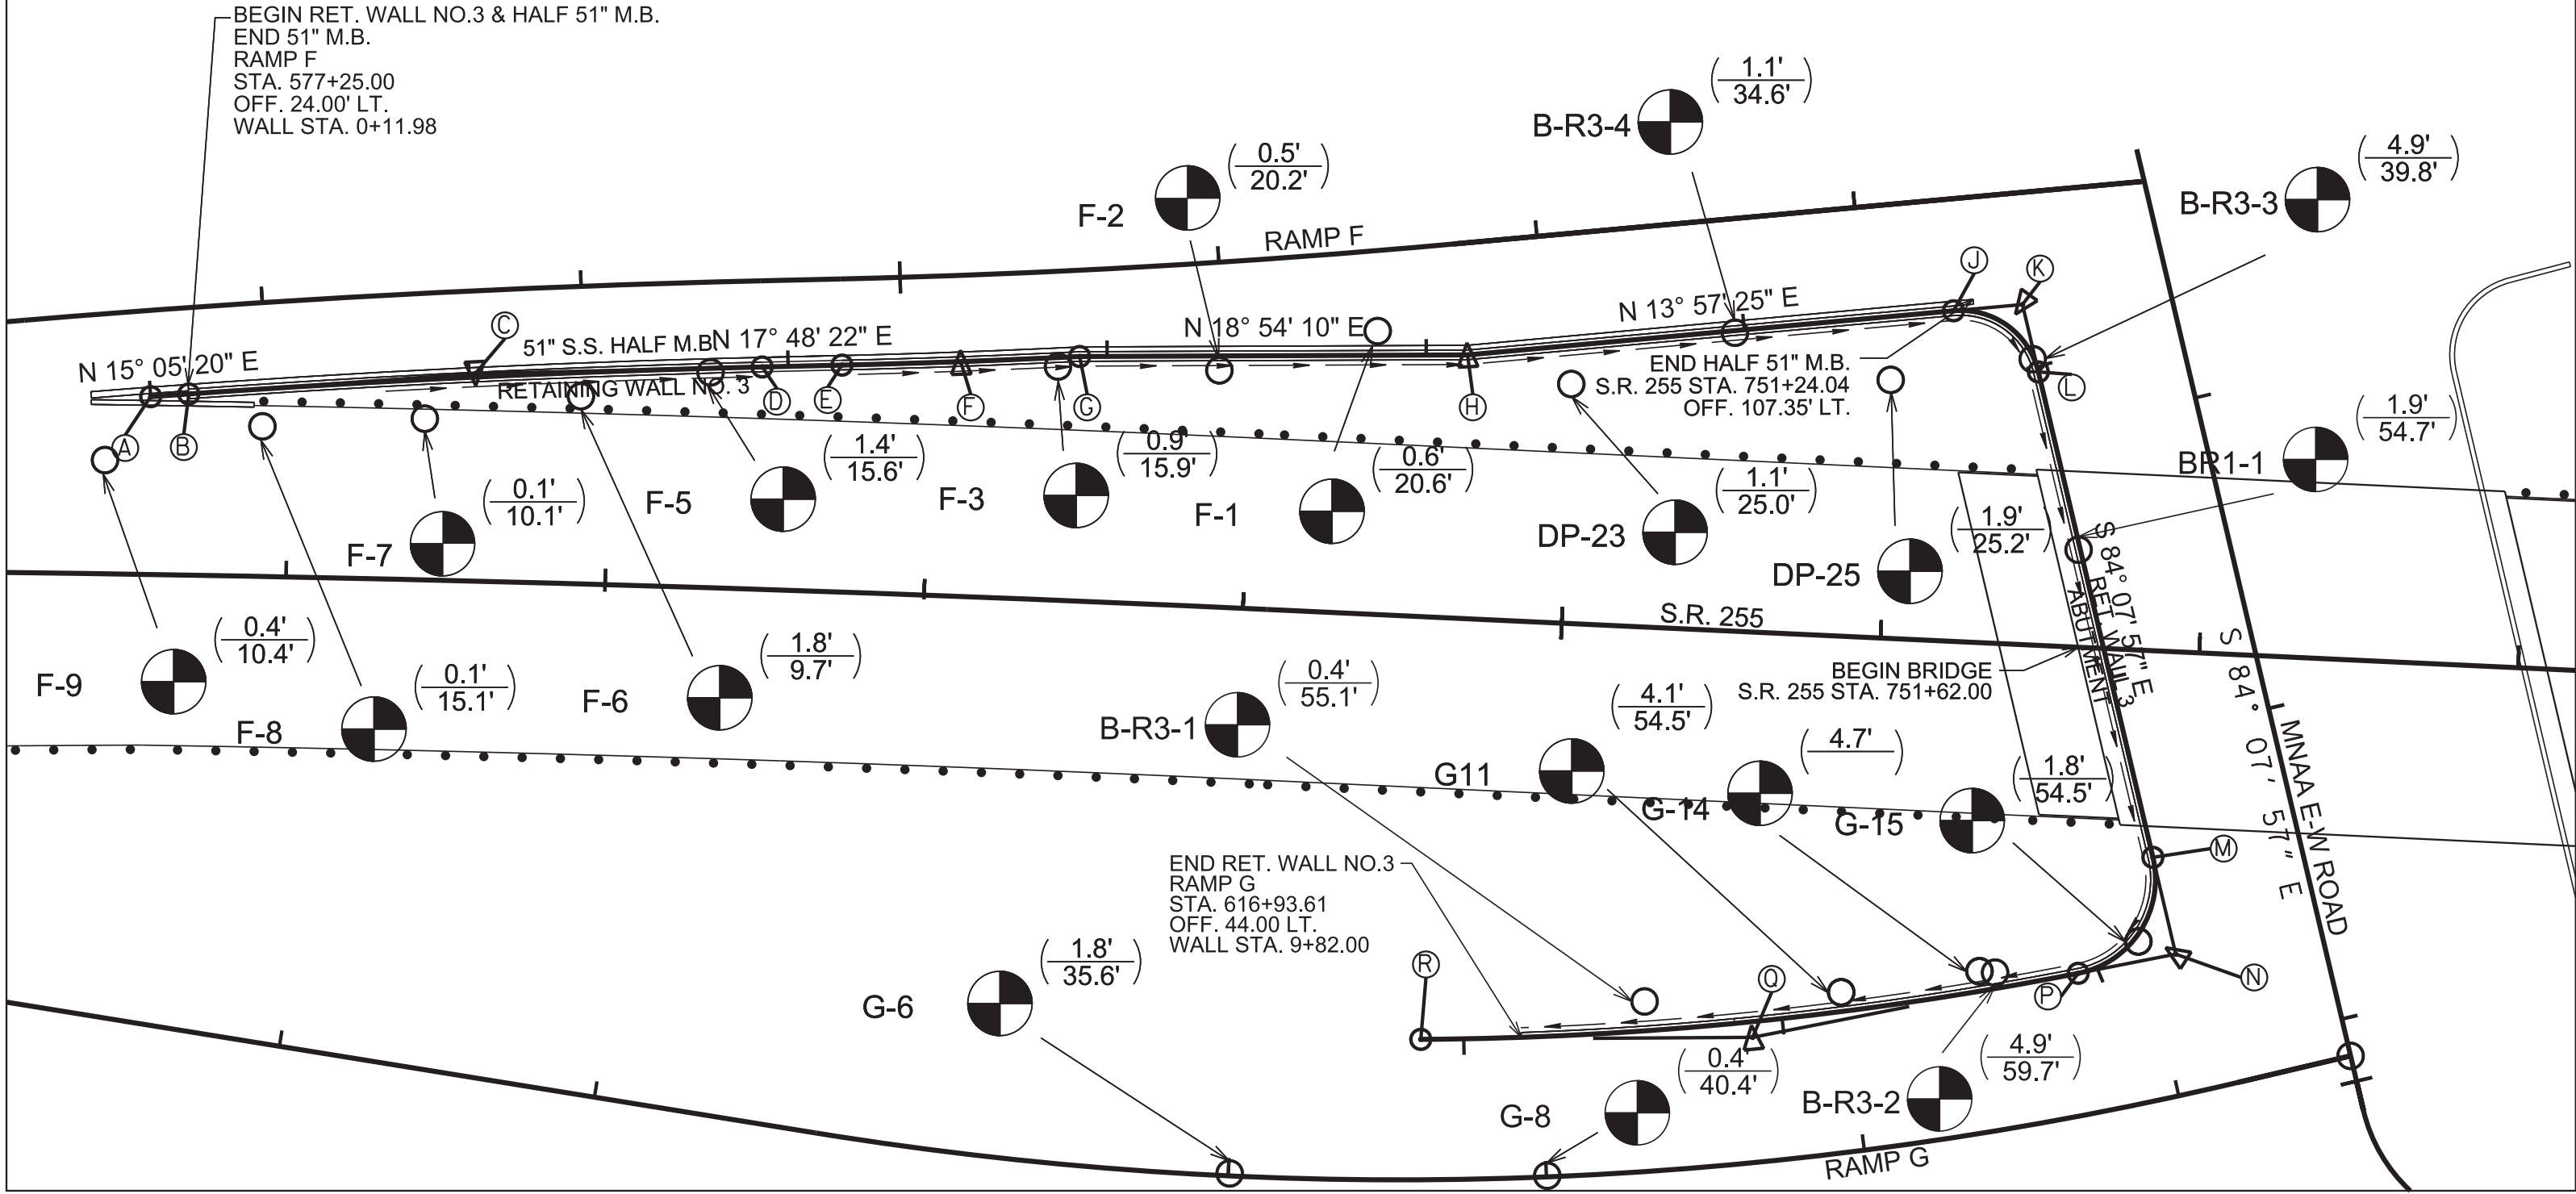 BEGIN RET. WALL NO.3 & HALF 51" M.B.
END 51" M.B.
RAMP F
STA. 577+25.00
OFF. 24.00' LT.
WALL STA. 0+11.98
B-R3-4
1.1'
34.6'
F-2
0.5'
20.2'
B-R3-3
4.9'
39.8'
RAMP F
J
K
N 13° 57' 25" E
C
51" S.S. HALF M.B.
N 17° 48' 22" E
N 18° 54' 10" E
N 15° 05' 20" E
RETAINING WALL NO. 3
END HALF 51" M.B.
S.R. 255 STA. 751+24.04
OFF. 107.35' LT.
A
B
D
E
F
G
H
L
F-7
0.1'
10.1'
F-5
1.4'
15.6'
F-3
0.9'
15.9'
F-1
0.6'
20.6'
DP-23
1.1'
25.0'
DP-25
1.9'
25.2'
BR1-1
1.9'
54.7'
S 84° 07' 57" E
RET. WALL 3
ABUTMENT
S.R. 255
F-9
0.4'
10.4'
F-8
0.1'
15.1'
F-6
1.8'
9.7'
B-R3-1
0.4'
55.1'
BEGIN BRIDGE
S.R. 255 STA. 751+62.00
S 84° 07' 57" E
MNAA E-W ROAD
G11
4.1'
54.5'
G-14
4.7'
G-15
1.8'
54.5'
M
END RET. WALL NO.3
RAMP G
STA. 616+93.61
OFF. 44.00 LT.
WALL STA. 9+82.00
G-6
1.8'
35.6'
R
Q
P
N
G-8
0.4'
40.4'
B-R3-2
4.9'
59.7'
RAMP G